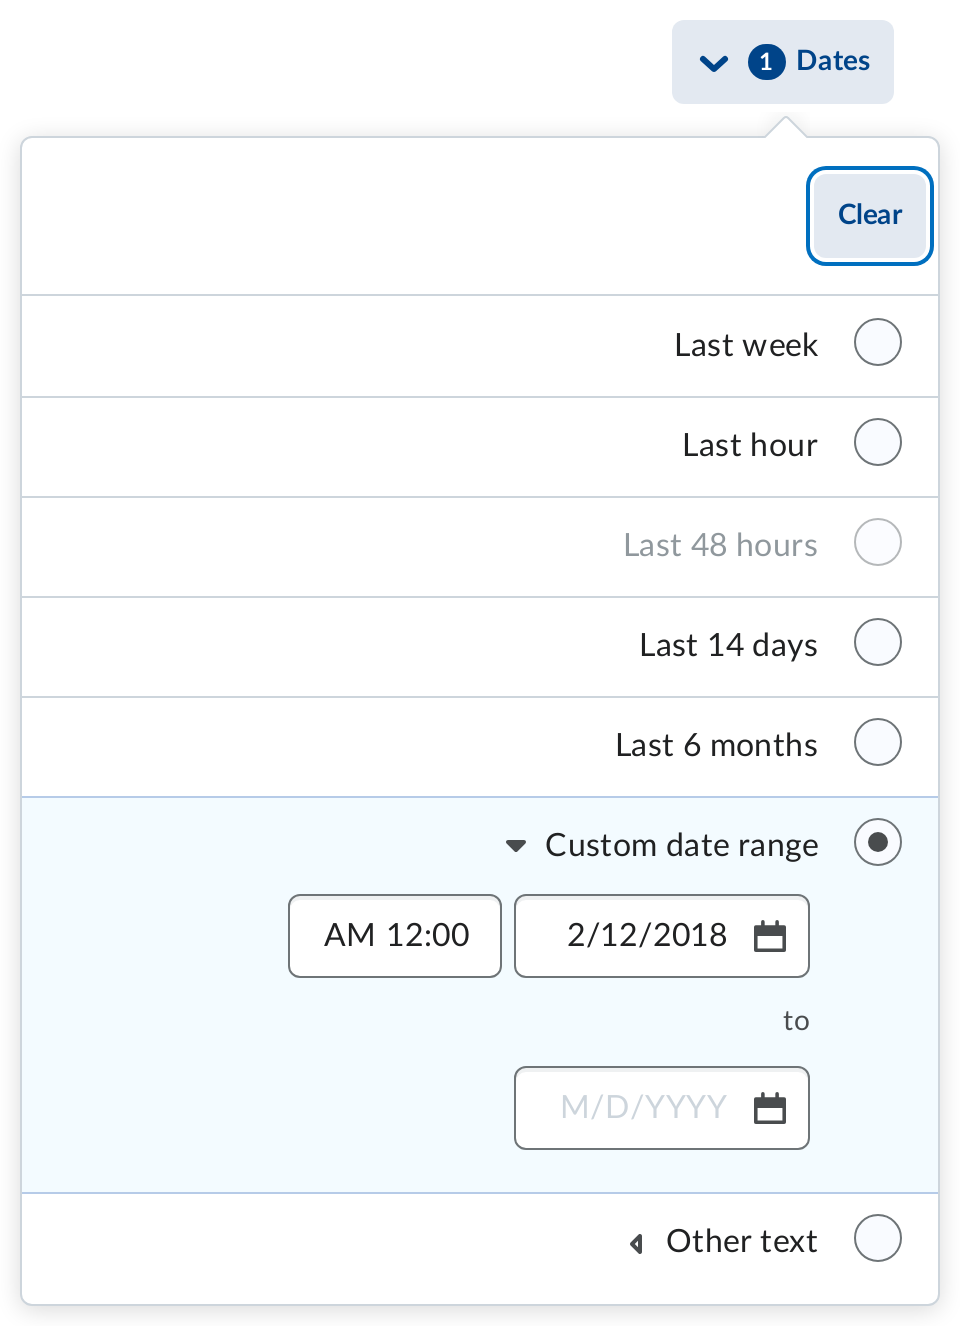 1 Dates
Clear
Last week
Last hour
Last 48 hours
Last 14 days
Last 6 months
Custom date range
AM 12:00 2/12/2018
to
M/D/YYYY
Other text